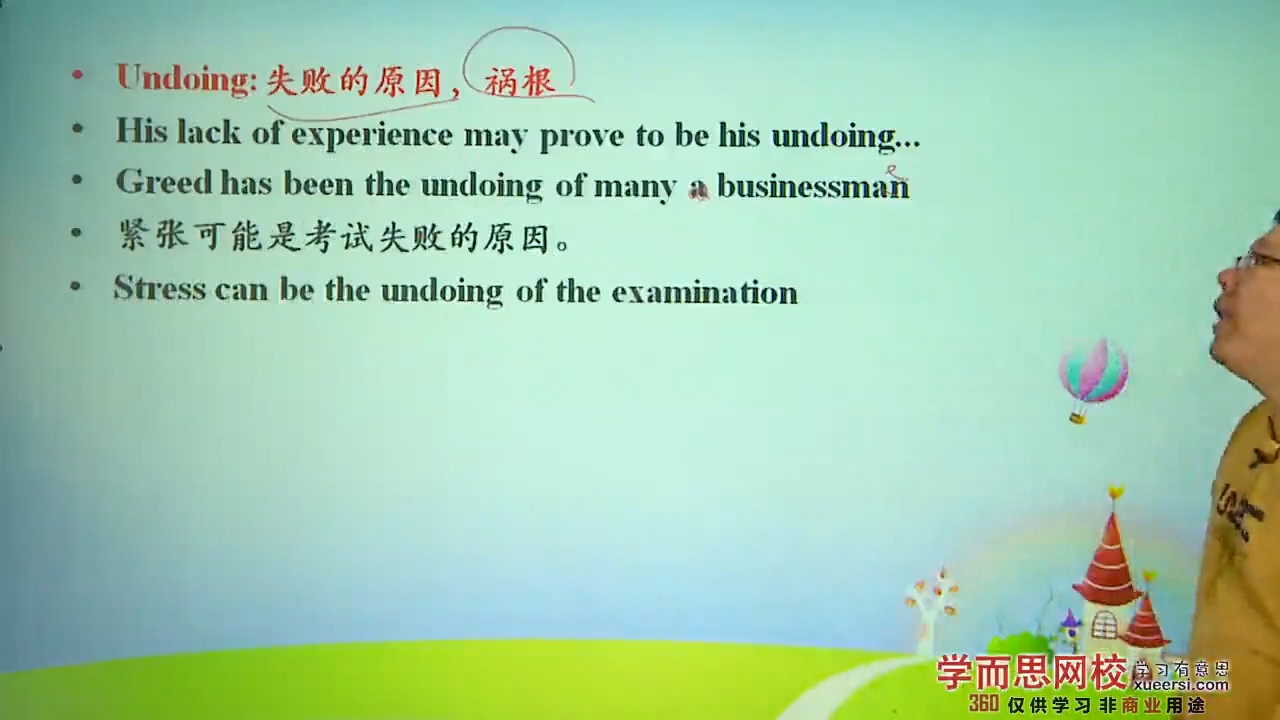 Undoing: 失败的原因，祸根
His lack of experience may prove to be his undoing...
Greed has been the undoing of many a businessman
紧张可能是考试失败的原因。
Stress can be the undoing of the examination
学而思网校 学习有意思
xueersi.com
360 仅供学习 非商业用途